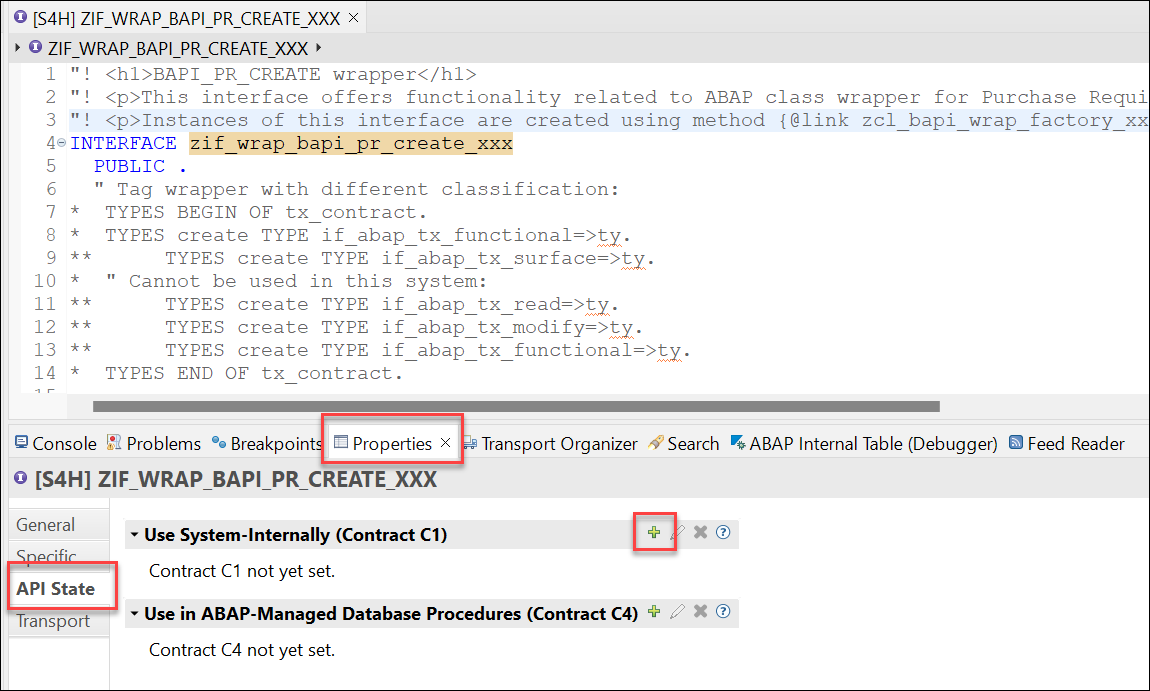 [S4H] ZIF_WRAP_BAPI_PR_CREATE_XXX
ZIF_WRAP_BAPI_PR_CREATE_XXX
1 "! <h1>BAPI_PR_CREATE wrapper</h1>
2 "! <p>This interface offers functionality related to ABAP class wrapper for Purchase Requi
3 "! <p>Instances of this interface are created using method {@link zcl_bapi_wrap_factory_xx
4 INTERFACE zif_wrap_bapi_pr_create_xxx
5 PUBLIC .
6 " Tag wrapper with different classification:
7 * TYPES BEGIN OF tx_contract.
8 * TYPES create TYPE if_abap_tx_functional=>ty.
9 ** TYPES create TYPE if_abap_tx_surface=>ty.
10 * " Cannot be used in this system:
11 ** TYPES create TYPE if_abap_tx_read=>ty.
12 ** TYPES create TYPE if_abap_tx_modify=>ty.
13 ** TYPES create TYPE if_abap_tx_functional=>ty.
14 * TYPES END OF tx_contract.
15
Console Problems Breakpoints Properties Transport Organizer Search ABAP Internal Table (Debugger) Feed Reader
[S4H] ZIF_WRAP_BAPI_PR_CREATE_XXX
General
Specific
API State
Transport
Use System-Internally (Contract C1)
Contract C1 not yet set.
Use in ABAP-Managed Database Procedures (Contract C4)
Contract C4 not yet set.